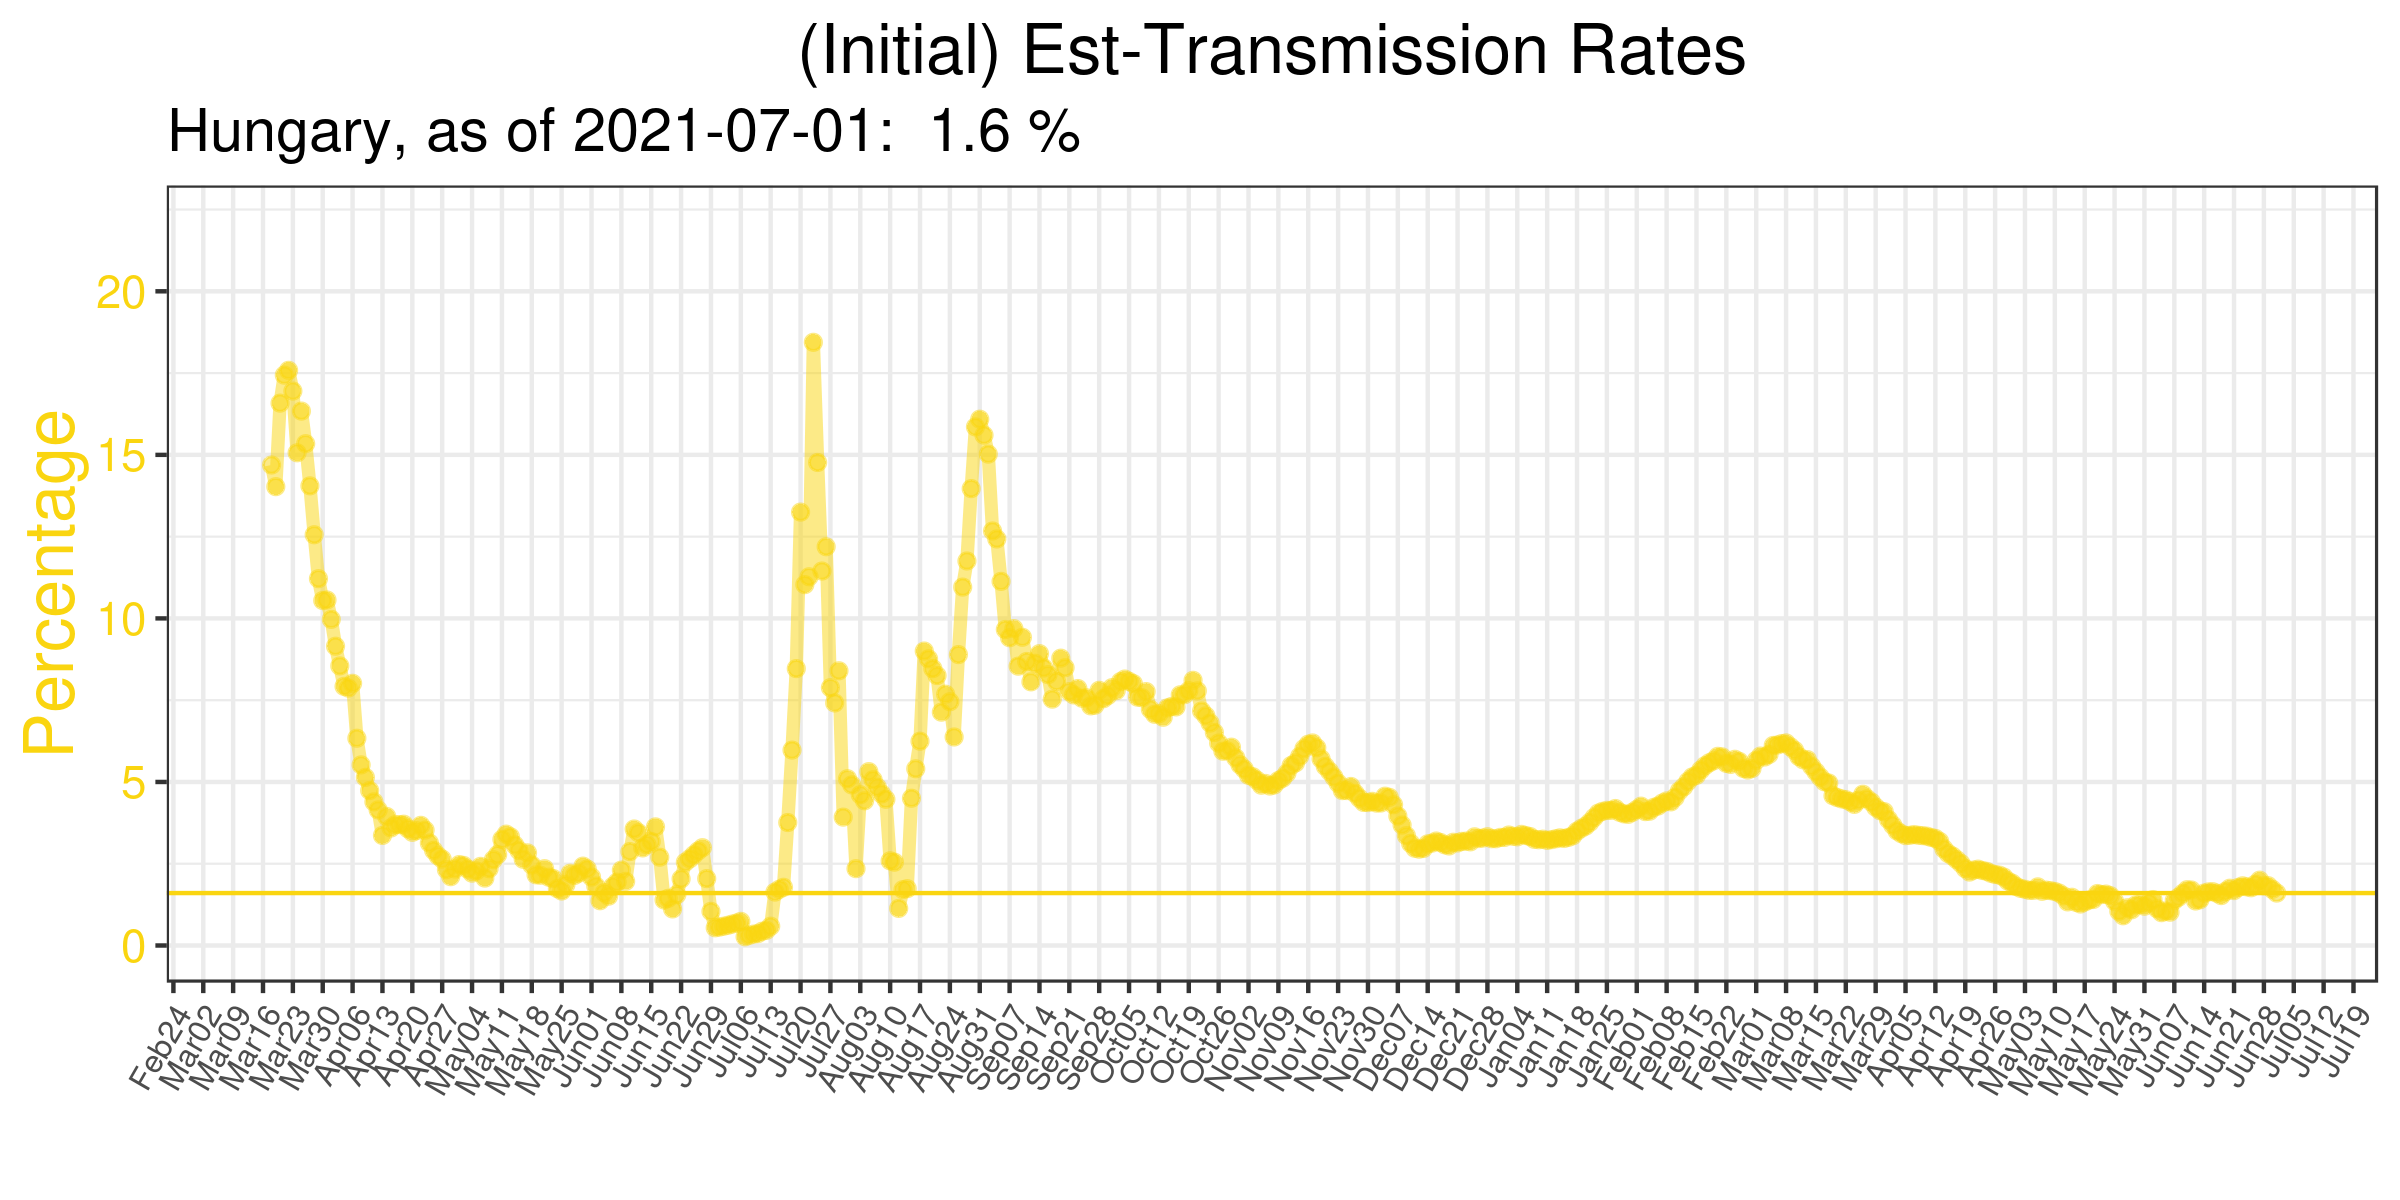 (Initial) Est-Transmission Rates
Hungary, as of 2021-07-01:  1.6 %
Percentage
20
15
10
5
0
Feb24
Mar02
Mar09
Mar16
Mar23
Mar30
Apr06
Apr13
Apr20
Apr27
May04
May11
May18
May25
Jun01
Jun08
Jun15
Jun22
Jun29
Jul06
Jul13
Jul20
Jul27
Aug03
Aug10
Aug17
Aug24
Aug31
Sep07
Sep14
Sep21
Sep28
Oct05
Oct12
Oct19
Oct26
Nov02
Nov09
Nov16
Nov23
Nov30
Dec07
Dec14
Dec21
Dec28
Jan04
Jan11
Jan18
Jan25
Feb01
Feb08
Feb15
Feb22
Mar01
Mar08
Mar15
Mar22
Mar29
Apr05
Apr12
Apr19
Apr26
May03
May10
May17
May24
May31
Jun07
Jun14
Jun21
Jun28
Jul05
Jul12
Jul19